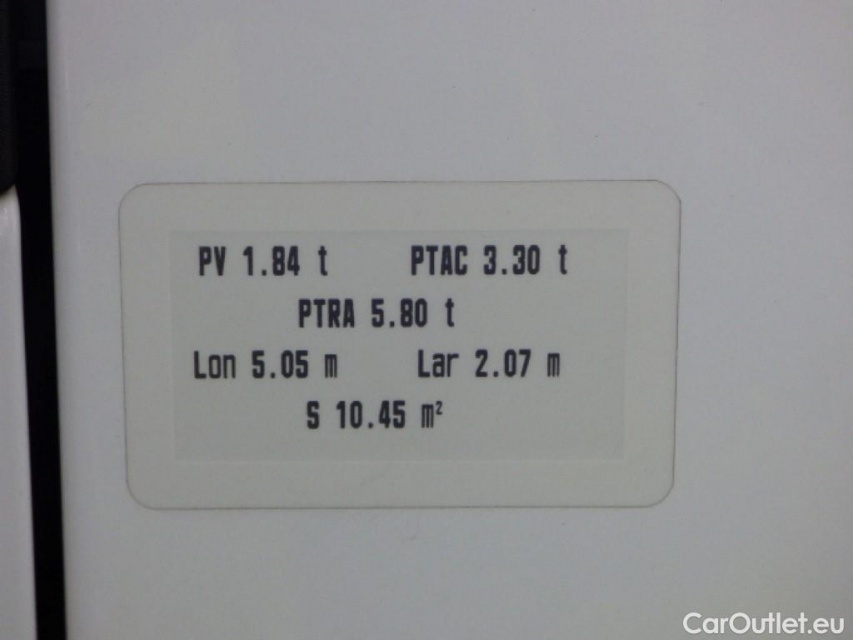 PV 1.84 t PTAC 3.30 t
PTRA 5.80 t
Lon 5.05 m Lar 2.07 m
S 10.45 m²
CarOutlet.eu